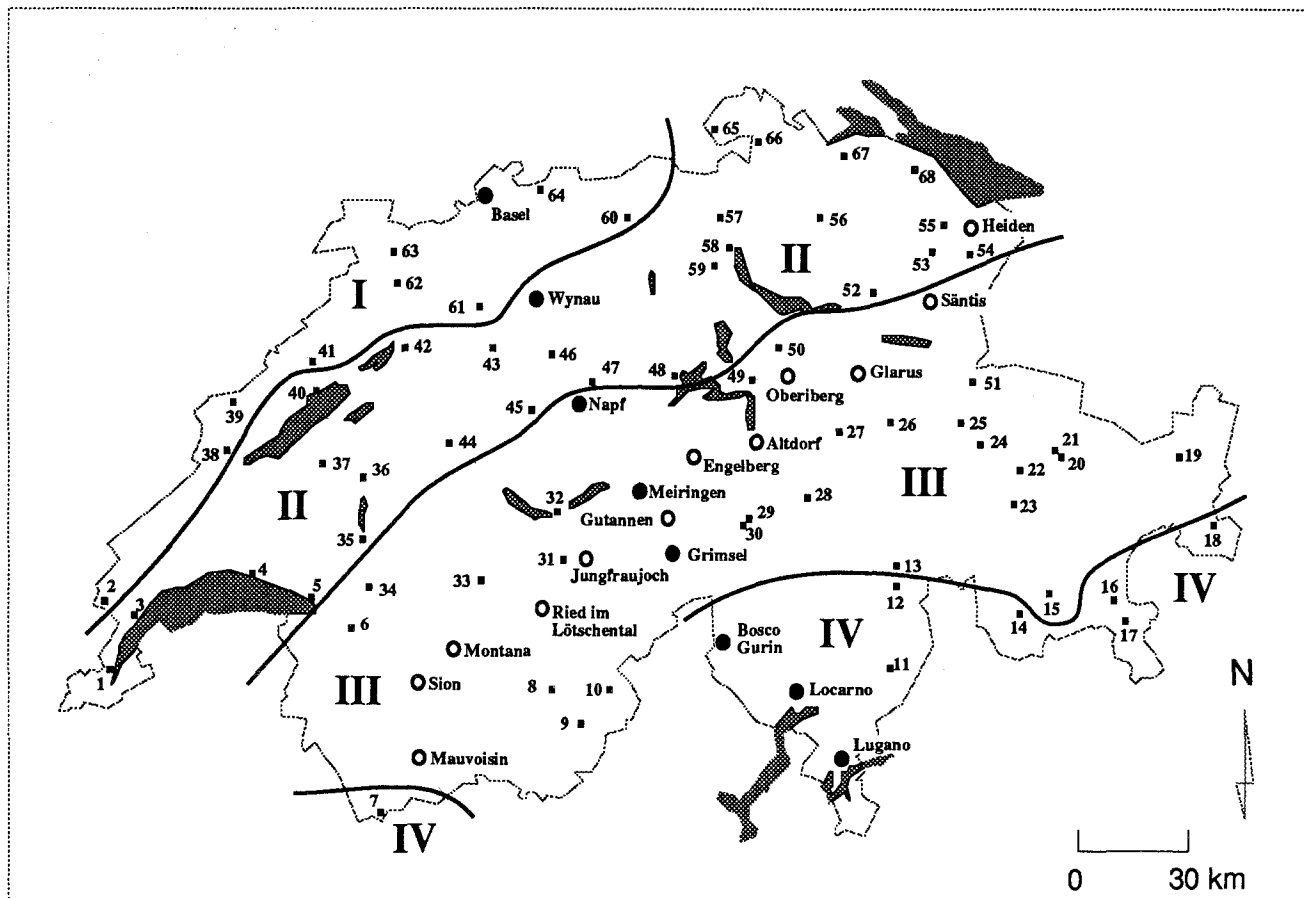 65
66
67
68
64
Basel
60
57
56
55
Heiden
63
58
53
54
59
II
62
I
52
61
Wynau
Säntis
41
42
43
46
50
47
48
49
Oberiberg
Glarus
51
40
39
Napf
45
38
44
27
26
25
Altdorf
24
21
20
19
37
36
Engelberg
22
III
Meiringen
28
II
32
23
Gutannen
29
30
18
35
Grimsel
31
Jungfraujoch
13
4
33
12
2
5
34
16
IV
15
3
Ried im
Lötschental
14
17
6
IV
Bosco
Gurin
Montana
11
1
N
Sion
III
8
10
Locarno
9
Mauvoisin
Lugano
7
IV
0 30 km